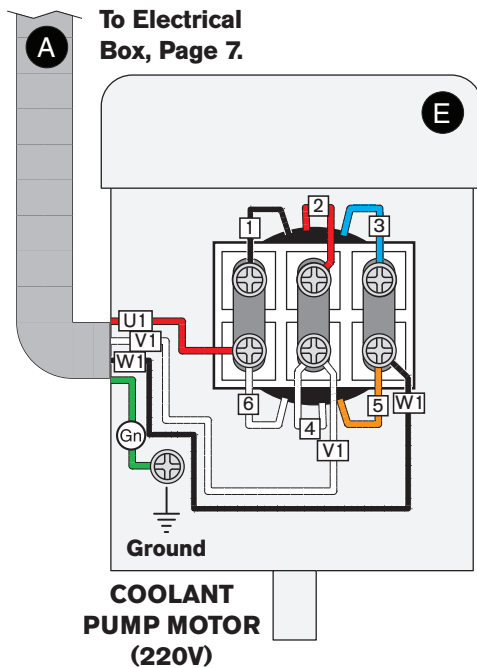 To Electrical
Box, Page 7.
A
E
2
1
3
U1
V1
W1
6
5
W1
4
V1
Gn
Ground
COOLANT
PUMP MOTOR
(220V)